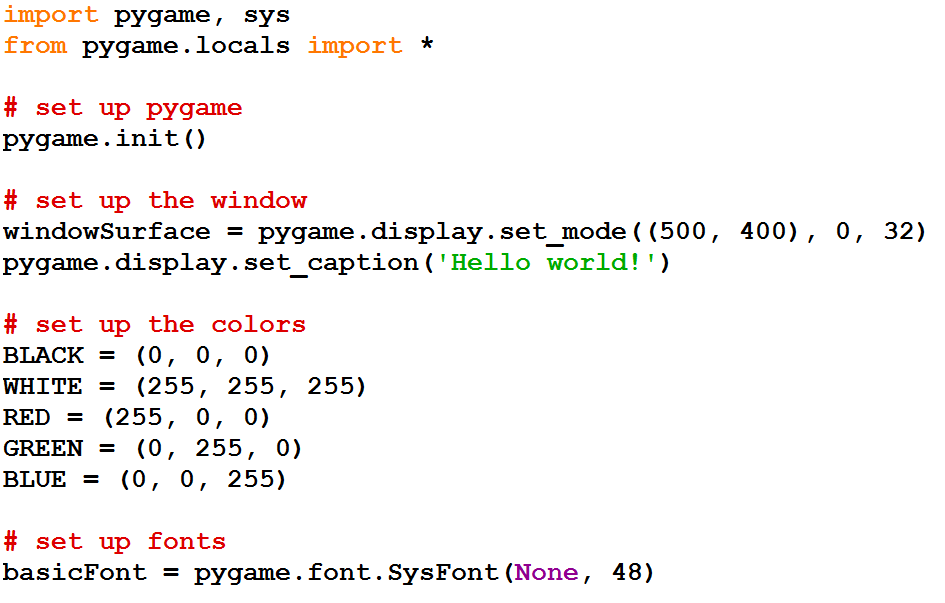 import pygame, sys
from pygame.locals import *
# set up pygame
pygame.init()
# set up the window
windowSurface = pygame.display.set_mode((500, 400), 0, 32)
pygame.display.set_caption('Hello world!')
# set up the colors
BLACK = (0, 0, 0)
WHITE = (255, 255, 255)
RED = (255, 0, 0)
GREEN = (0, 255, 0)
BLUE = (0, 0, 255)
# set up fonts
basicFont = pygame.font.SysFont(None, 48)